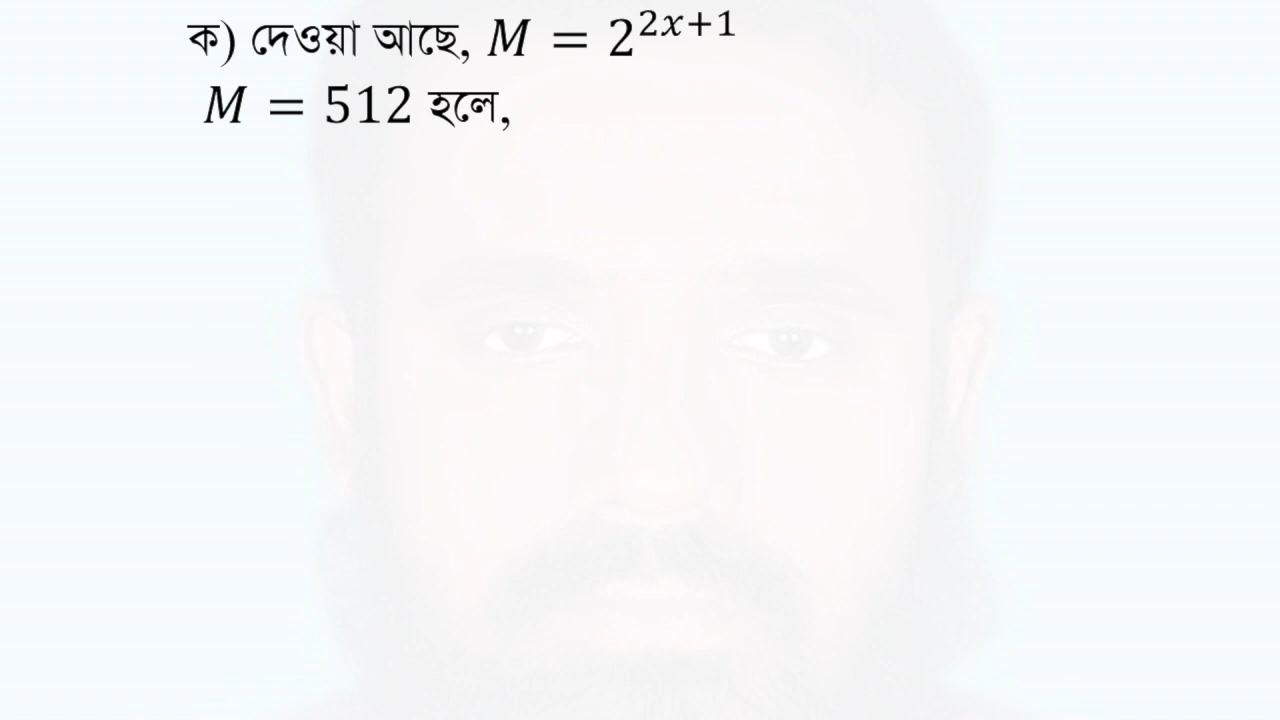 ক) দেওয়া আছে, M = 2^{2x+1}
M = 512 হলে,